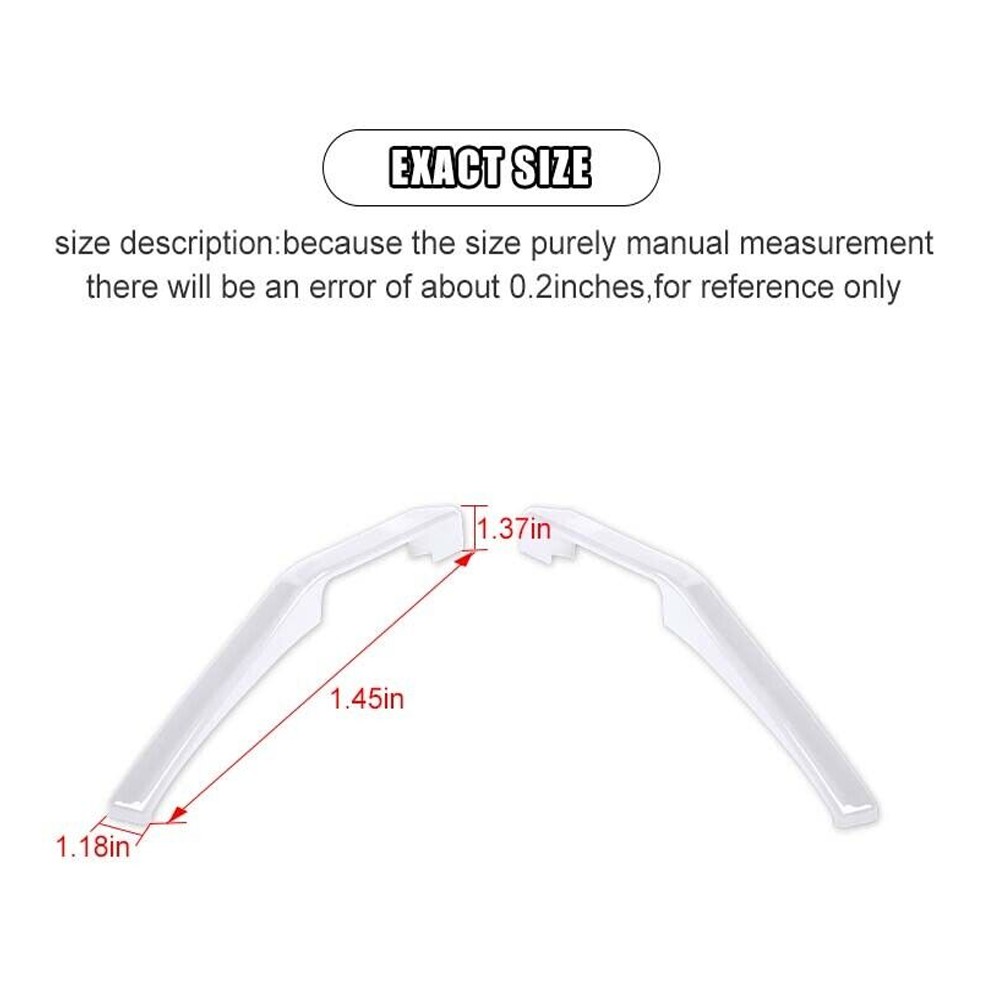 EXACT SIZE
size description:because the size purely manual measurement
there will be an error of about 0.2inches,for reference only
1.37in
1.45in
1.18in